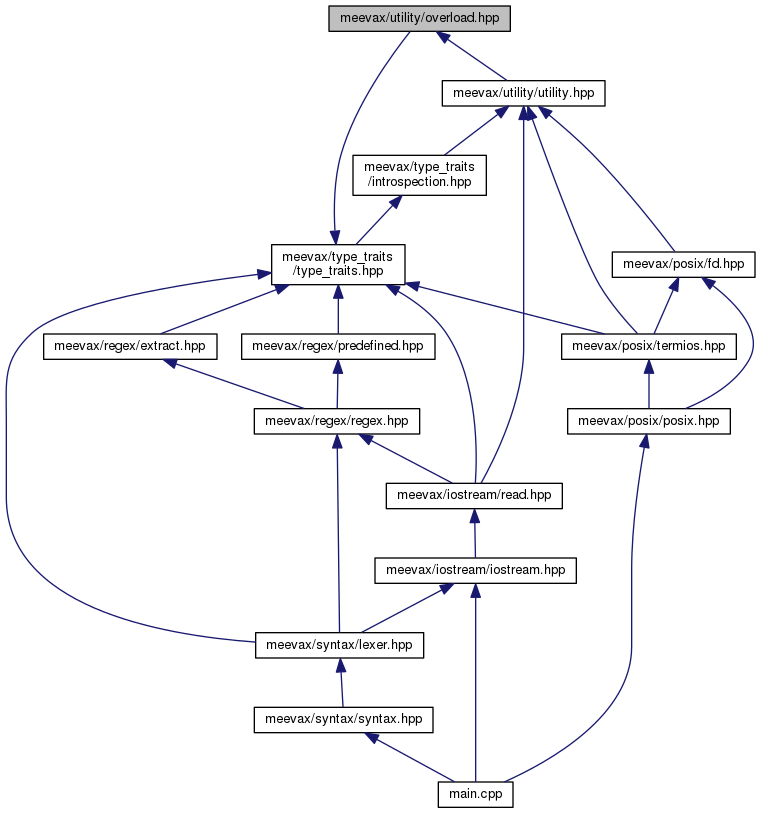 meevax/utility/overload.hpp
meevax/utility/utility.hpp
meevax/type_traits
/introspection.hpp
meevax/type_traits
/type_traits.hpp
meevax/posix/fd.hpp
meevax/regex/extract.hpp
meevax/regex/predefined.hpp
meevax/posix/termios.hpp
meevax/regex/regex.hpp
meevax/posix/posix.hpp
meevax/iostream/read.hpp
meevax/iostream/iostream.hpp
meevax/syntax/lexer.hpp
meevax/syntax/syntax.hpp
main.cpp